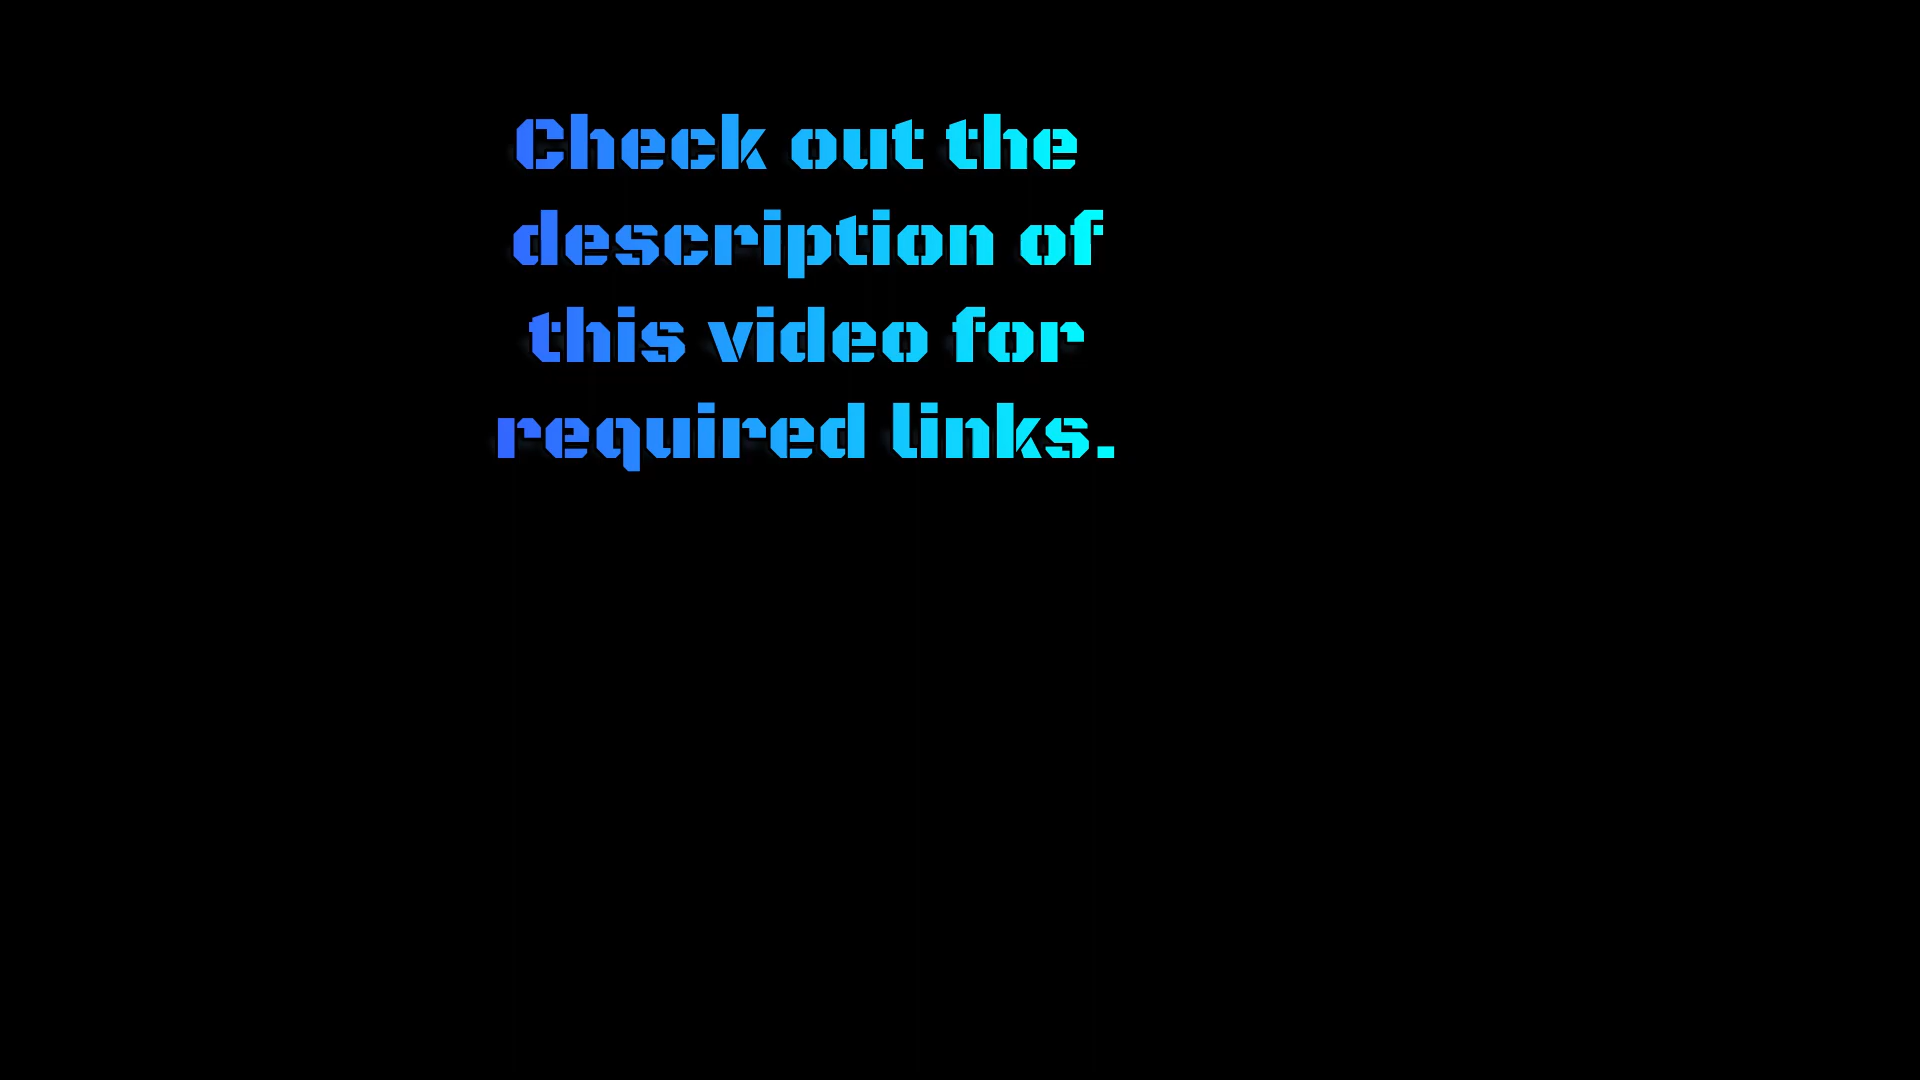 Check out the
description of
this video for
required links.